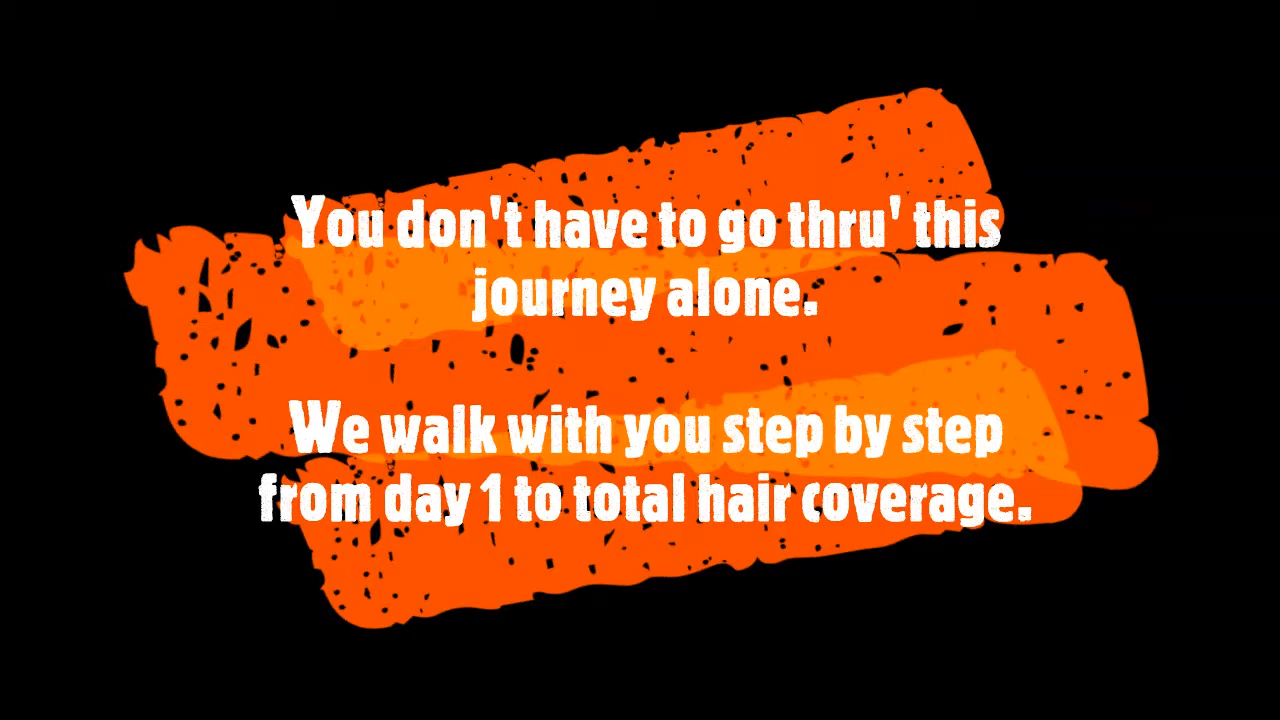 You don't have to go thru' this
journey alone.
We walk with you step by step
from day 1 to total hair coverage.